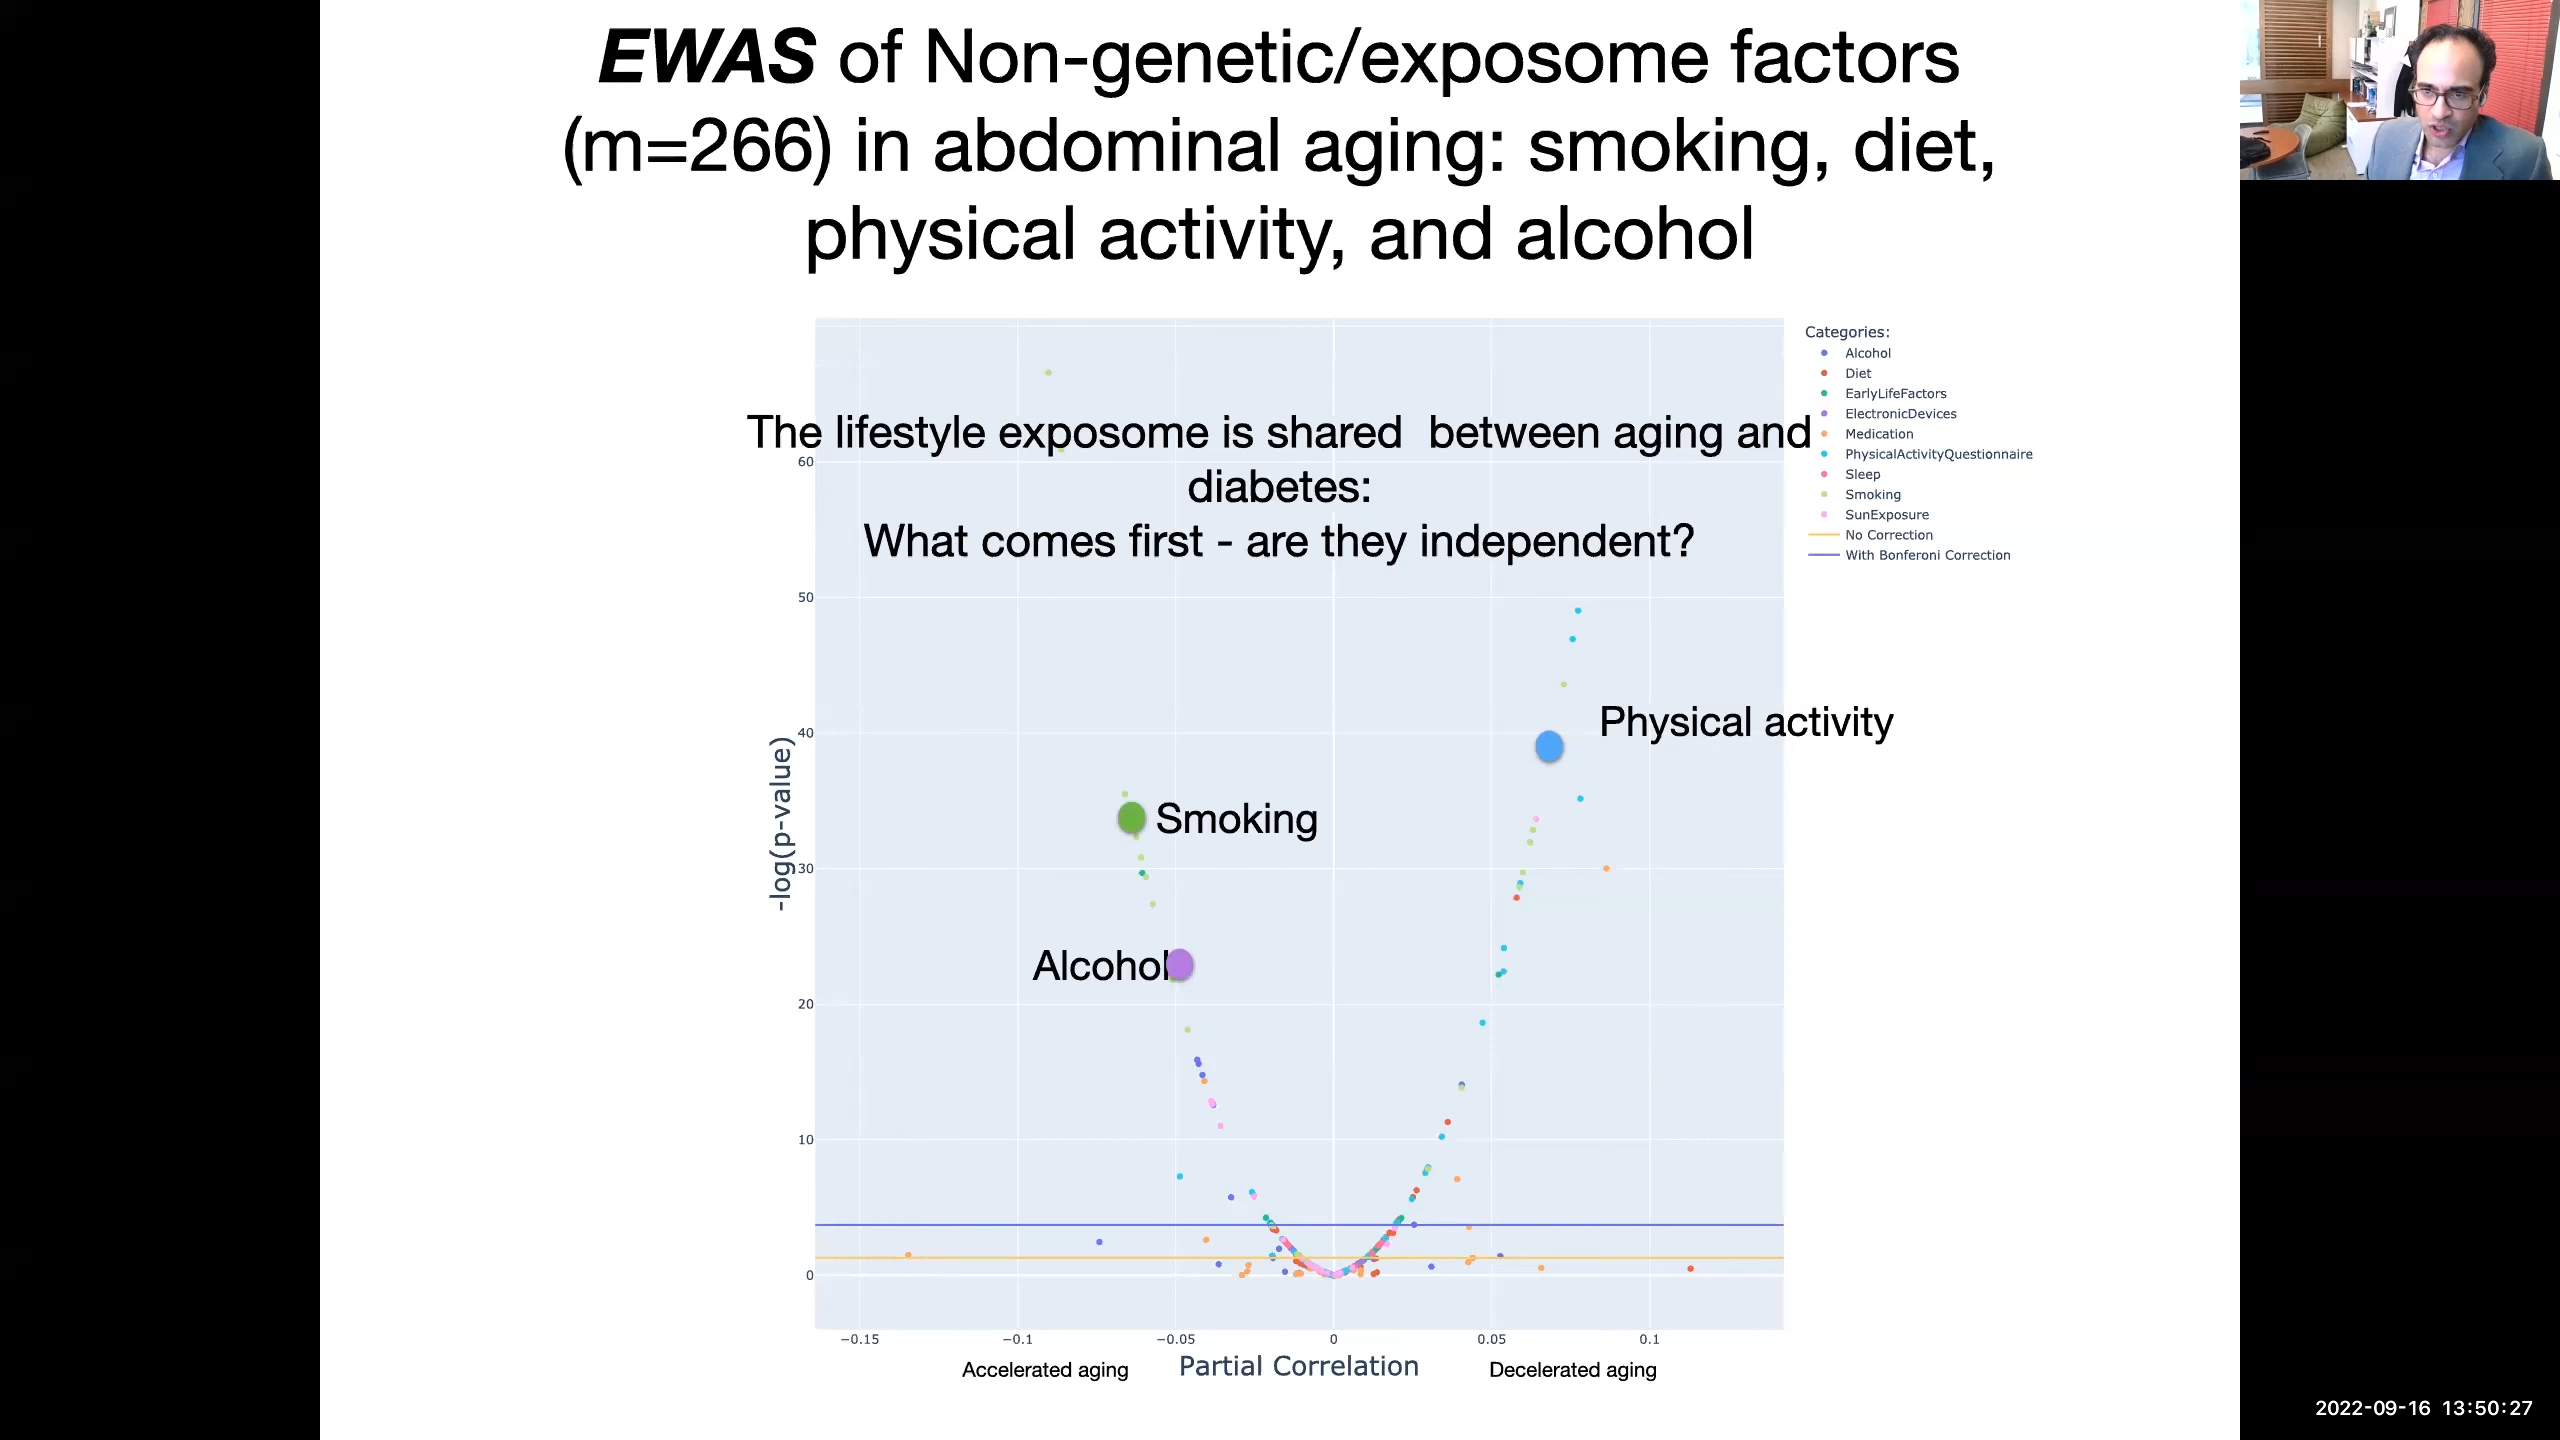 EWAS of Non-genetic/exposome factors
(m=266) in abdominal aging: smoking, diet,
physical activity, and alcohol
The lifestyle exposome is shared between aging and
diabetes:
What comes first - are they independent?
Categories:
Alcohol
Diet
EarlyLifeFactors
ElectronicDevices
Medication
PhysicalActivityQuestionnaire
Sleep
Smoking
SunExposure
No Correction
With Bonferoni Correction
60
50
40
30
20
10
0
-log(p-value)
Physical activity
Smoking
Alcohol
−0.15
−0.1
−0.05
0
0.05
0.1
Accelerated aging
Partial Correlation
Decelerated aging
2022-09-16 13:50:27